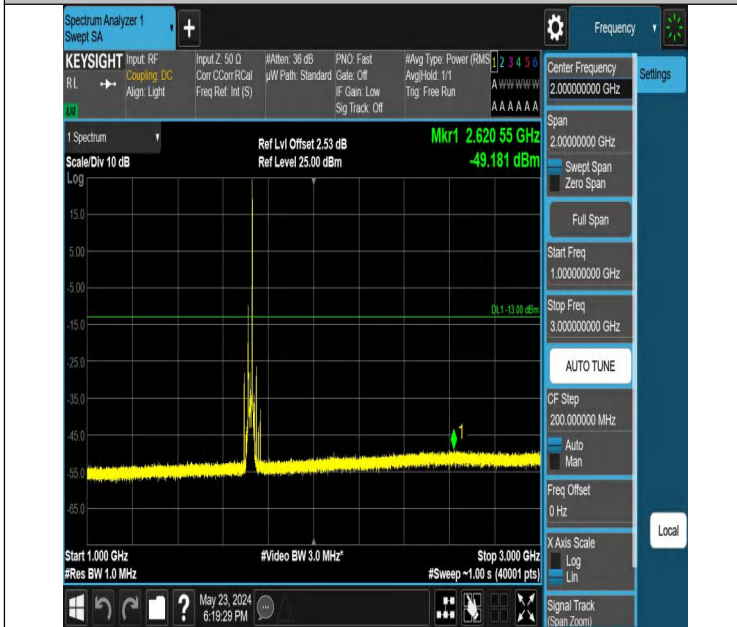 Spectrum Analyzer 1
Swept SA
+
Frequency
KEYSIGHT
RL
LXI
Input: RF
Coupling: DC
Align: Light
Input Z: 50 Ω
Corr CCorr RCal
Freq Ref: Int (S)
#Atten: 36 dB
µW Path: Standard
PNO: Fast
Gate: Off
IF Gain: Low
Sig Track: Off
#Avg Type: Power (RMS
Avg|Hold: 1/1
Trig: Free Run
1 2 3 4 5 6
A W W W W W
A A A A A A
1 Spectrum
Scale/Div 10 dB
Log
Ref Lvl Offset 2.53 dB
Ref Level 25.00 dBm
Mkr1 2.620 55 GHz
-49.181 dBm
15.0
5.00
-5.00
-15.0
-25.0
-35.0
-45.0
-55.0
-65.0
DL1 -13.00 dBm
1
Start 1.000 GHz
#Res BW 1.0 MHz
#Video BW 3.0 MHz*
Stop 3.000 GHz
#Sweep ~1.00 s (40001 pts)
Center Frequency
2.000000000 GHz
Settings
Span
2.00000000 GHz
Swept Span
Zero Span
Full Span
Start Freq
1.000000000 GHz
Stop Freq
3.000000000 GHz
AUTO TUNE
CF Step
200.000000 MHz
Auto
Man
Freq Offset
0 Hz
X Axis Scale
Log
Lin
Local
Signal Track
(Span Zoom)
?
May 23, 2024
6:19:29 PM